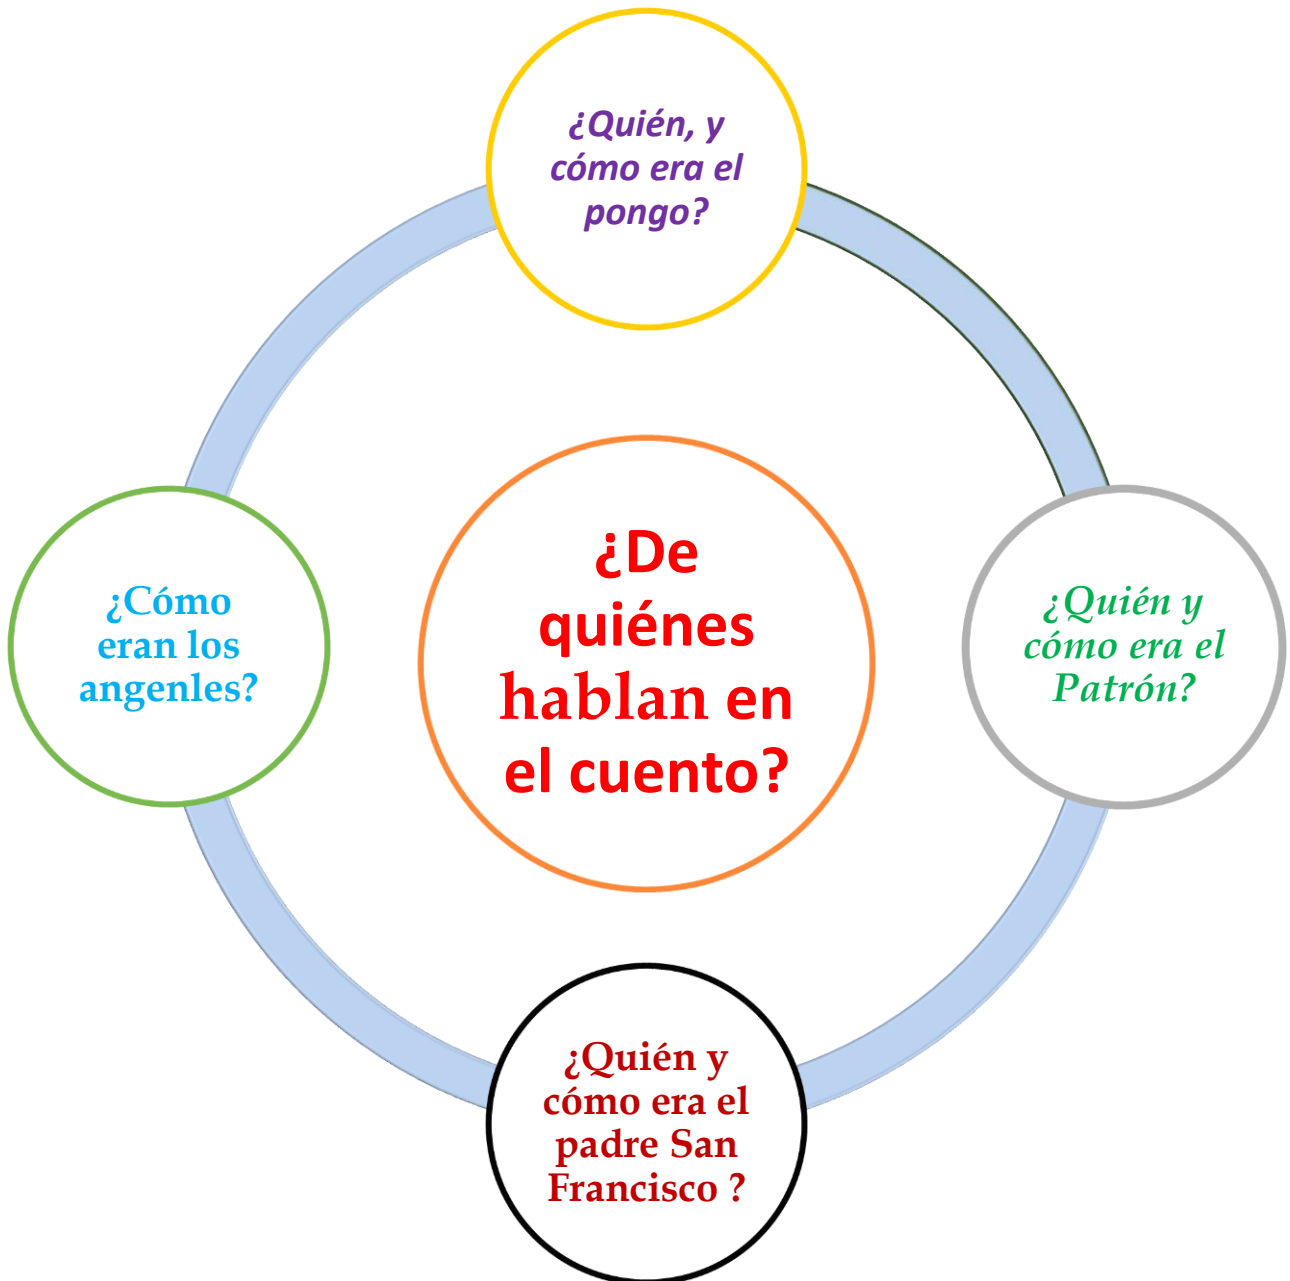 ¿Quién, y
cómo era el
pongo?
¿De
quiénes
hablan en
el cuento?
¿Cómo
eran los
angenles?
¿Quién y
cómo era el
Patrón?
¿Quién y
cómo era el
padre San
Francisco ?